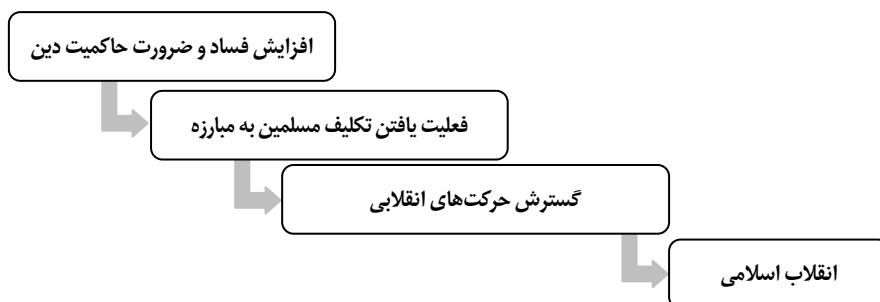 افزایش فساد و ضرورت حاکمیت دین
فعلیت یافتن تکلیف مسلمین به مبارزه
گسترش حرکت‌های انقلابی
انقلاب اسلامی